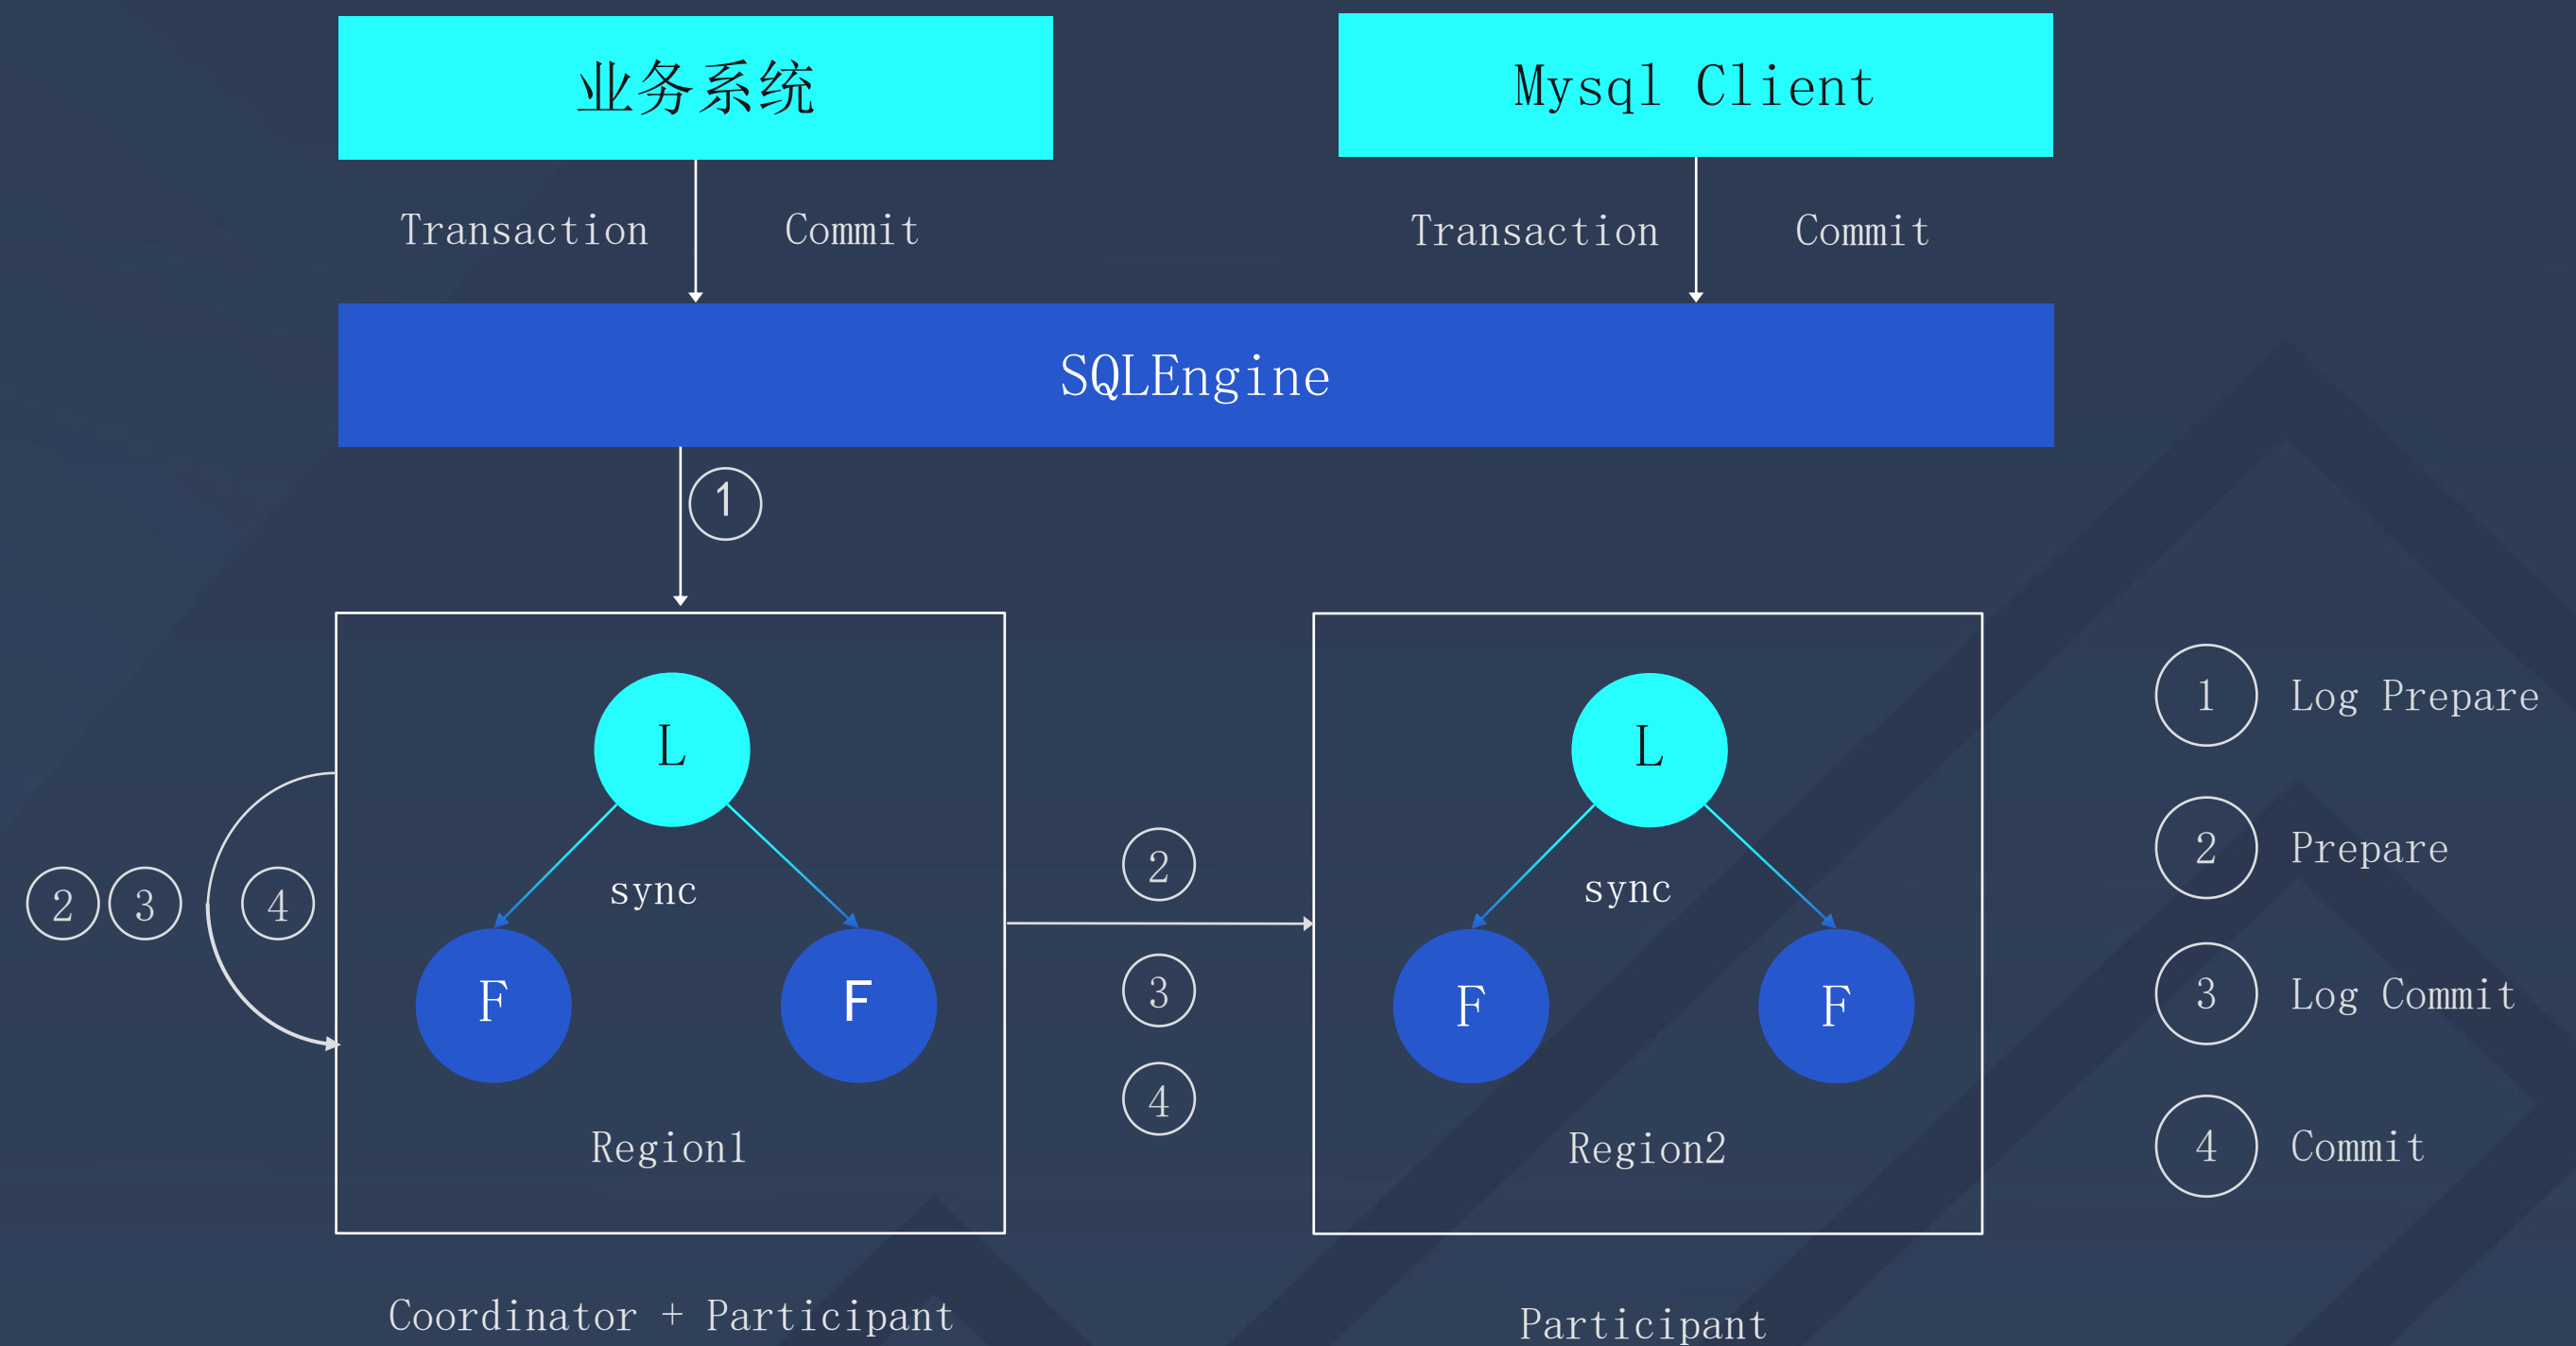 业务系统
Mysql Client
Transaction
Commit
Transaction
Commit
SQLEngine
1
L
sync
F
F
Region1
2
3
4
2
3
4
L
sync
F
F
Region2
1 Log Prepare
2 Prepare
3 Log Commit
4 Commit
Coordinator + Participant
Participant